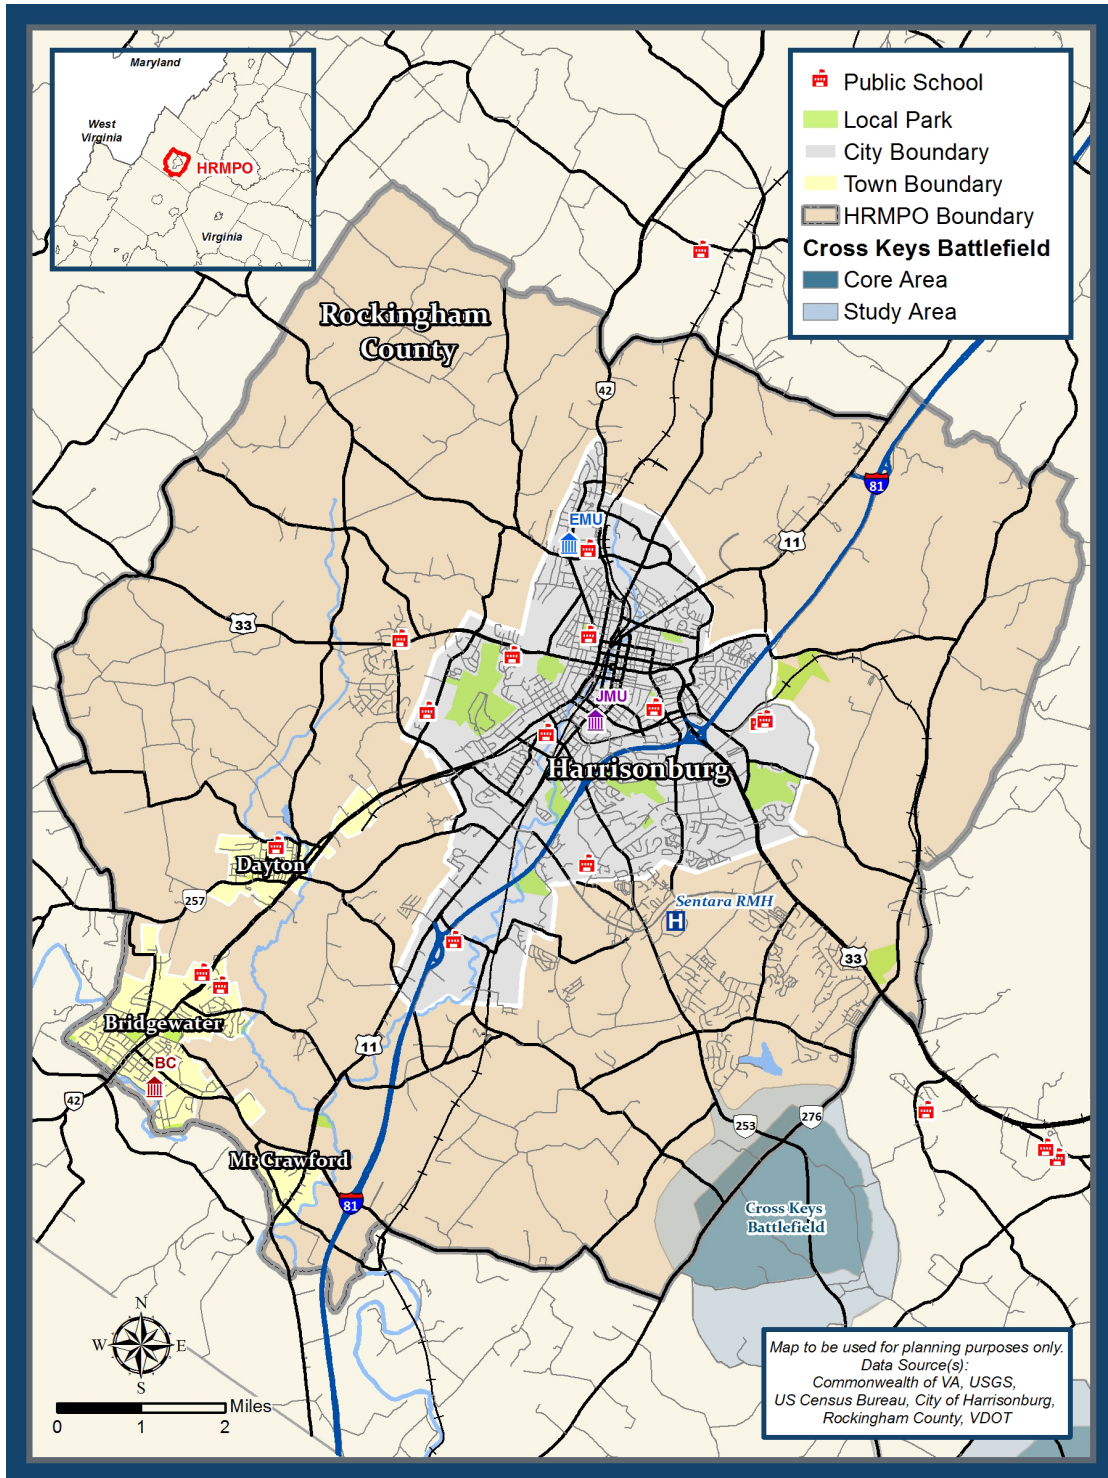 Maryland
West
Virginia
HRMPO
Virginia
Public School
Local Park
City Boundary
Town Boundary
HRMPO Boundary
Cross Keys Battlefield
Core Area
Study Area
Rockingham
County
42
81
EMU
11
33
JMU
Harrisonburg
Dayton
257
Sentara RMH
H
33
Bridgewater
11
BC
42
253
276
Mt Crawford
81
Cross Keys
Battlefield
N
W
E
S
Miles
0
1
2
Map to be used for planning purposes only.
Data Source(s):
Commonwealth of VA, USGS,
US Census Bureau, City of Harrisonburg,
Rockingham County, VDOT